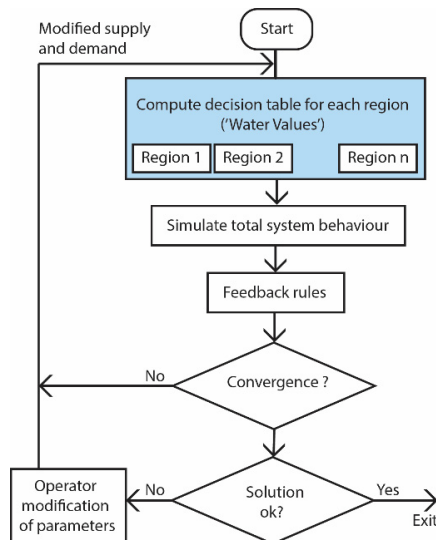 Modified supply
and demand
Start
Compute decision table for each region
('Water Values')
Region 1
Region 2
Region n
Simulate total system behaviour
Feedback rules
No
Convergence ?
Operator
modification
of parameters
No
Solution
ok?
Yes
Exit